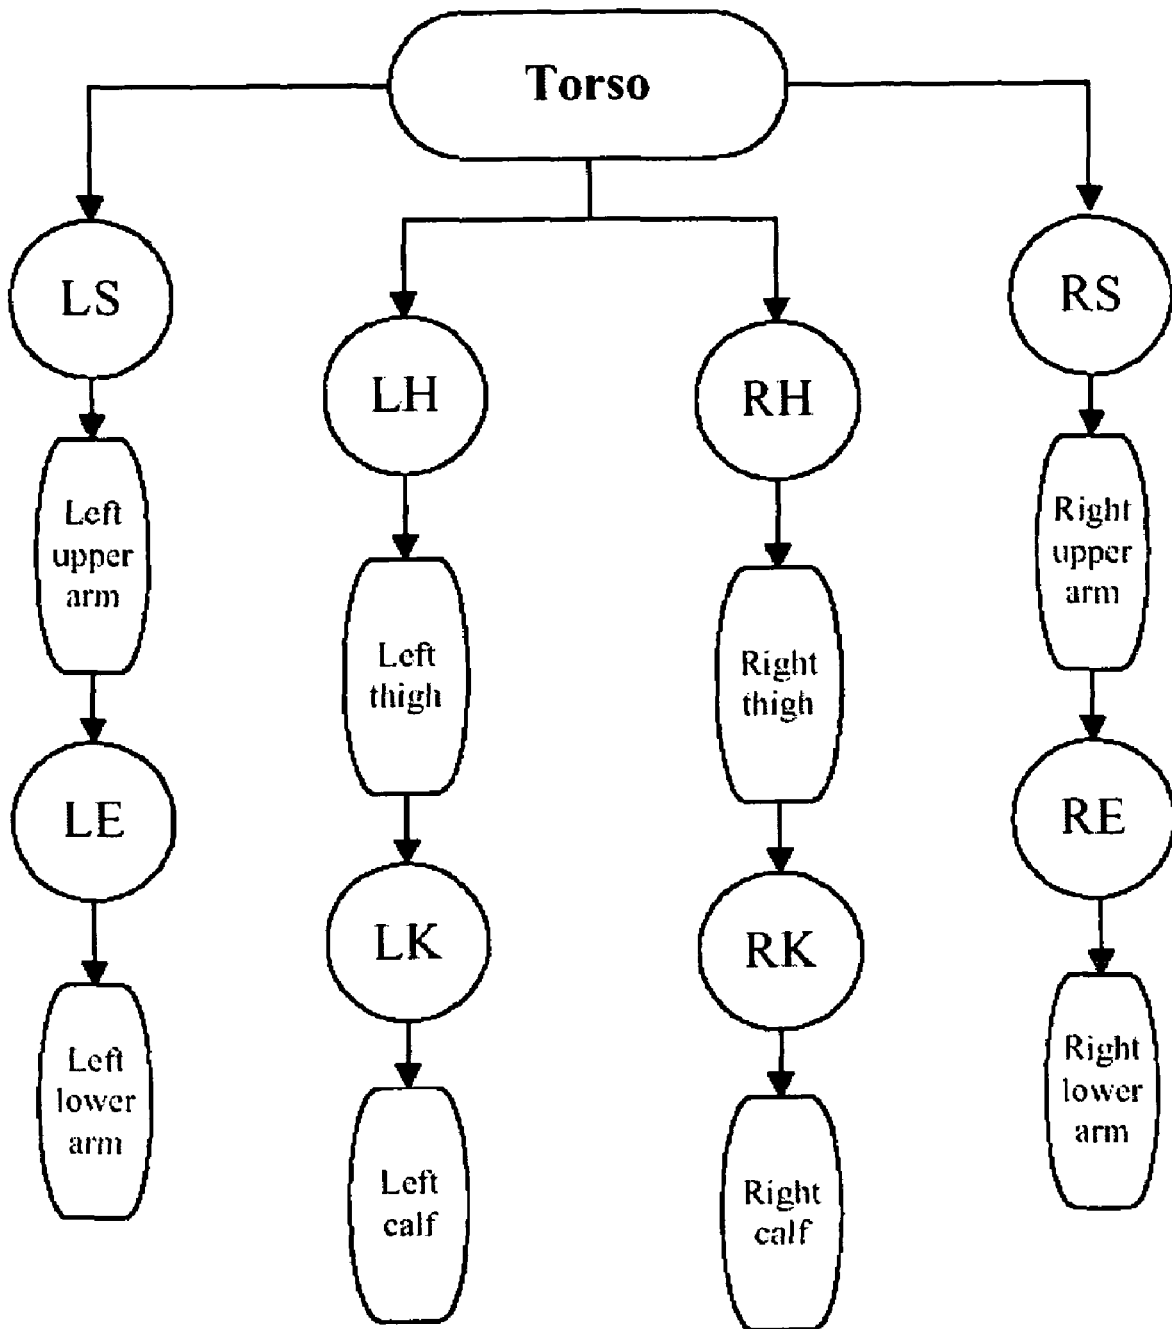 Torso
LS
RS
LH
RH
Left
upper
arm
Right
upper
arm
Left
thigh
Right
thigh
LE
RE
LK
RK
Left
lower
arm
Right
lower
arm
Left
calf
Right
calf